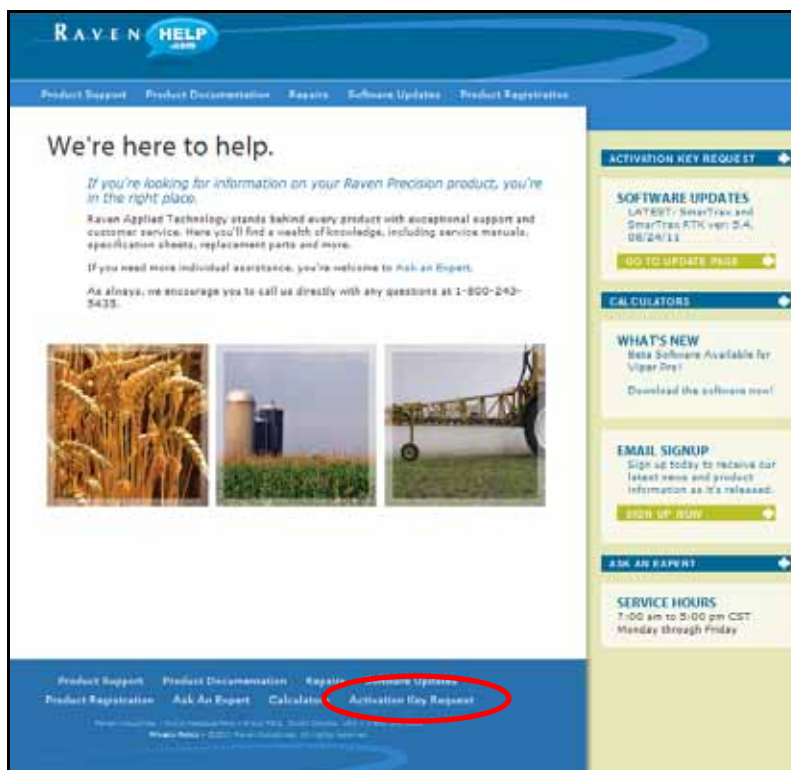 RAVEN HELP
.com
Product Support Product Documentation Repairs Software Updates Product Registration
We're here to help.
If you're looking for information on your Raven Precision product, you're
in the right place.
Raven Applied Technology stands behind every product with exceptional support and
customer service. Here you'll find a wealth of knowledge, including service manuals,
specification sheets, replacement parts and more.
If you need more individual assistance, you're welcome to Ask an Expert.
As always, we encourage you to call us directly with any questions at 1-800-243-
5435.
ACTIVATION KEY REQUEST
SOFTWARE UPDATES
LATEST- SmarTrax and
SmarTrax RTK ver: 5.4,
08/24/11
GO TO UPDATE PAGE
CALCULATORS
WHAT'S NEW
Beta Software Available for
Viper Pro!
Download the software now!
EMAIL SIGNUP
Sign up today to receive our
latest news and product
information as it's released.
SIGN UP NOW
ASK AN EXPERT
SERVICE HOURS
7:00 am to 5:00 pm CST
Monday through Friday
Product Support Product Documentation Repairs Software Updates
Product Registration Ask An Expert Calculators Activation Key Request
Privacy Policy